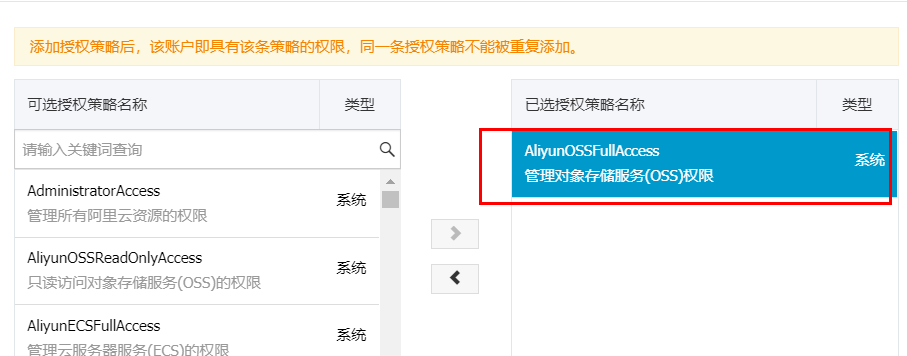 添加授权策略后，该账户即具有该条策略的权限，同一条授权策略不能被重复添加。
可选授权策略名称 类型
请输入关键词查询
AdministratorAccess 系统
管理所有阿里云资源的权限
AliyunOSSReadOnlyAccess 系统
只读访问对象存储服务(OSS)的权限
AliyunECSFullAccess 系统
管理云服务器服务(ECS)的权限
已选授权策略名称 类型
AliyunOSSFullAccess 系统
管理对象存储服务(OSS)权限